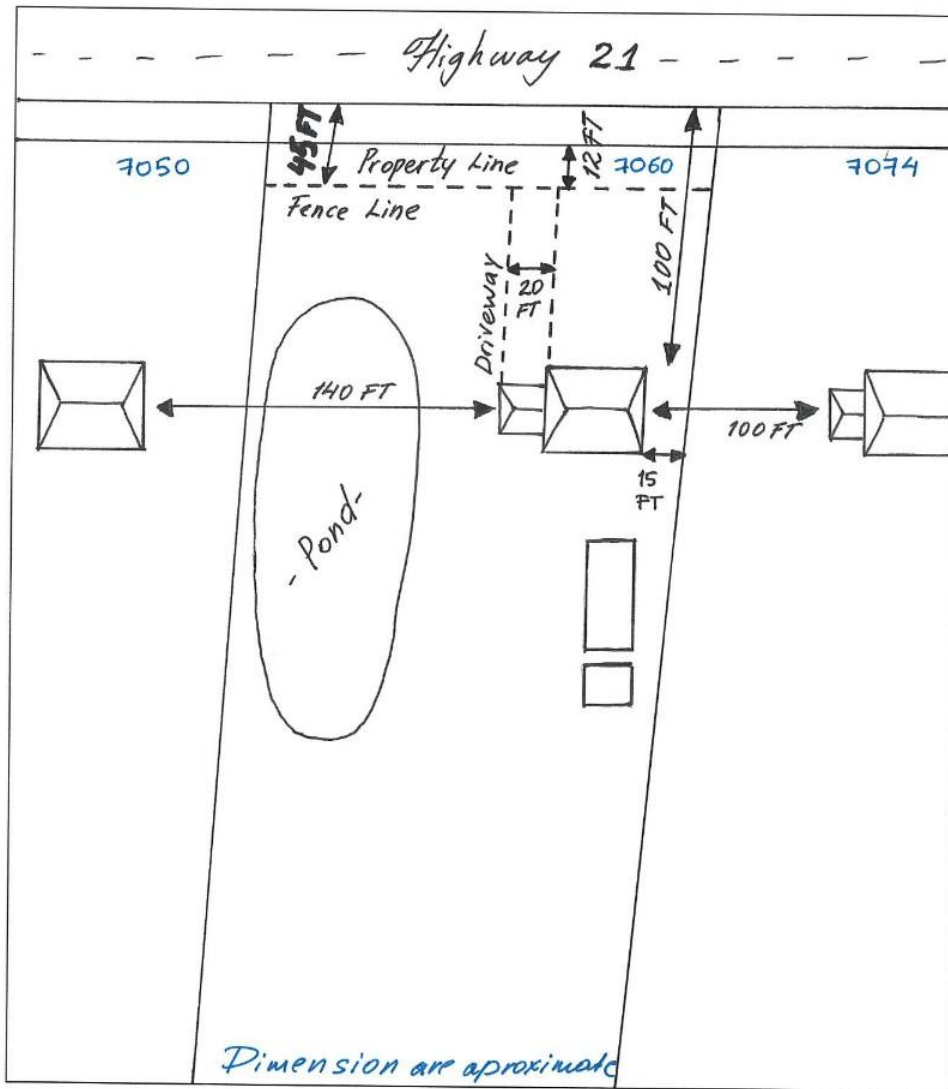 Highway 21
45 FT
12 FT
7050
Property Line
7060
7074
Fence Line
100 FT
Driveway
20
FT
140 FT
100 FT
15
FT
- Pond -
Dimension are aproximate